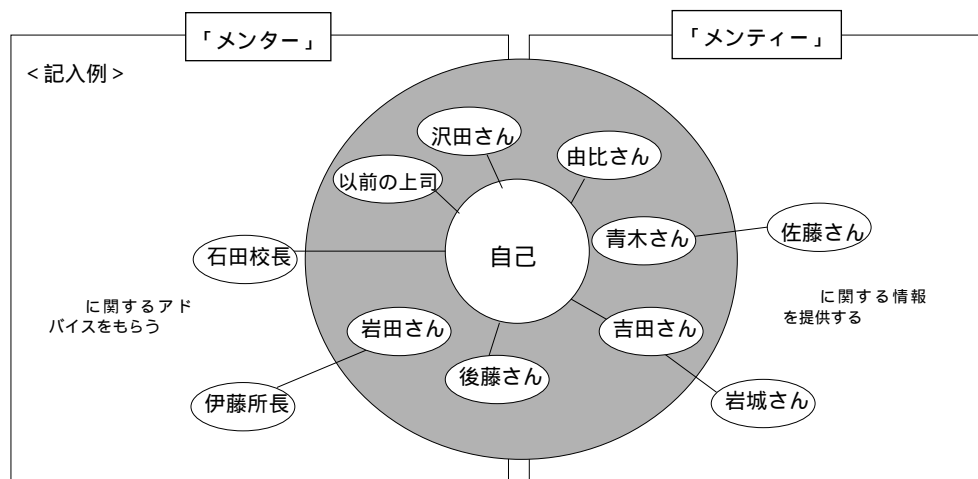 「メンター」
「メンティー」
<記入例>
沢田さん
由比さん
以前の上司
青木さん
佐藤さん
石田校長
自己
に関するアド
バイスをもらう
に関する情報
を提供する
岩田さん
吉田さん
後藤さん
伊藤所長
岩城さん